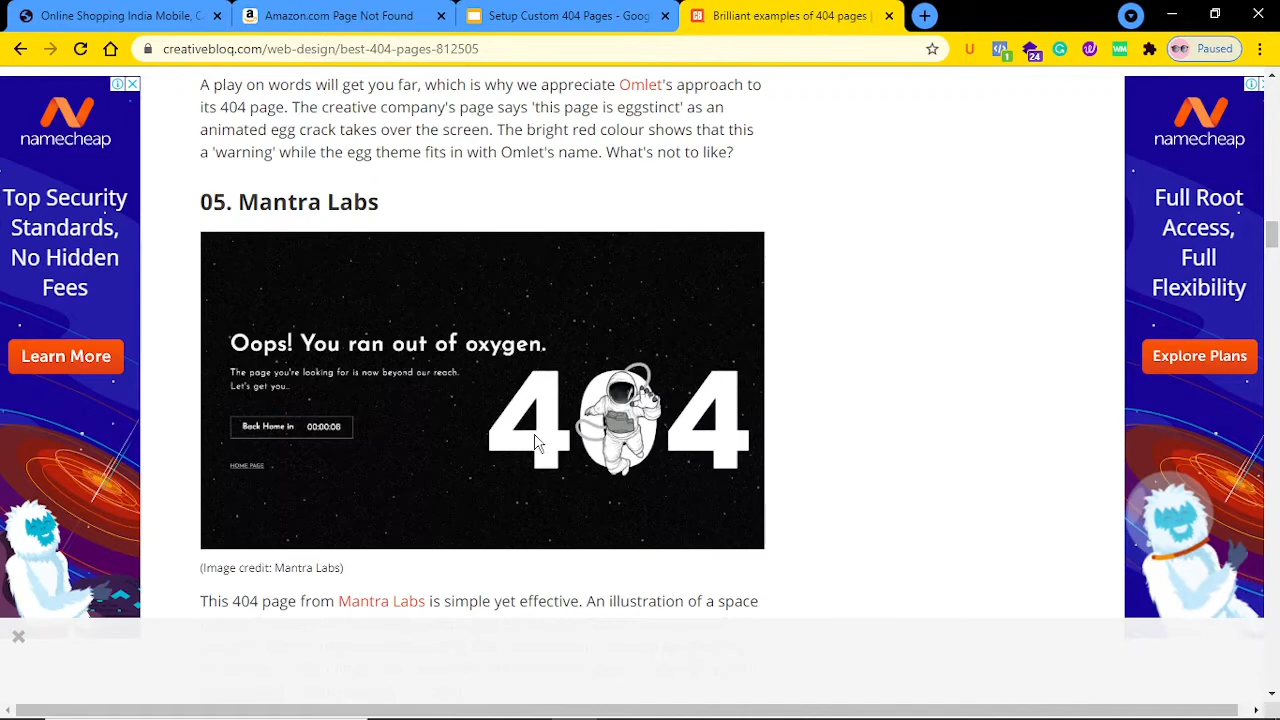 Online Shopping India Mobile, C
Amazon.com Page Not Found
Setup Custom 404 Pages - Goog
Brilliant examples of 404 pages |
creativebloq.com/web-design/best-404-pages-812505
U
1
24
G
WM
Paused
A play on words will get you far, which is why we appreciate Omlet's approach to
its 404 page. The creative company's page says 'this page is eggstinct' as an
animated egg crack takes over the screen. The bright red colour shows that this
a 'warning' while the egg theme fits in with Omlet's name. What's not to like?
05. Mantra Labs
Oops! You ran out of oxygen.
The page you're looking for is now beyond our reach.
Let's get you..
Back Home in 00:00:06
HOME PAGE
404
(Image credit: Mantra Labs)
This 404 page from Mantra Labs is simple yet effective. An illustration of a space
namecheap
Top Security
Standards,
No Hidden
Fees
Learn More
namecheap
Full Root
Access,
Full
Flexibility
Explore Plans